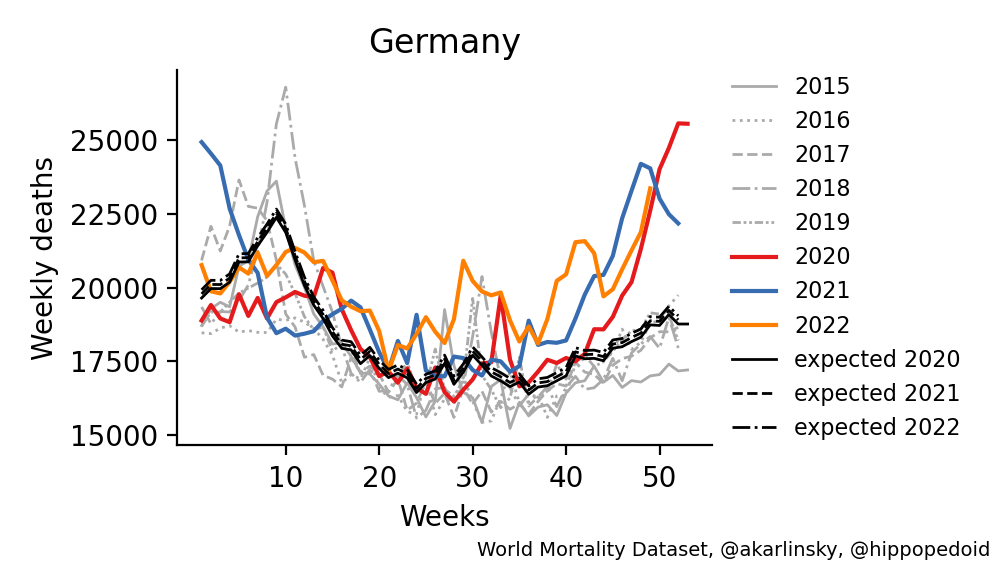 Germany
Weekly deaths
25000
22500
20000
17500
15000
10
20
30
40
50
Weeks
2015
2016
2017
2018
2019
2020
2021
2022
expected 2020
expected 2021
expected 2022
World Mortality Dataset, @akarlinsky, @hippopedoid